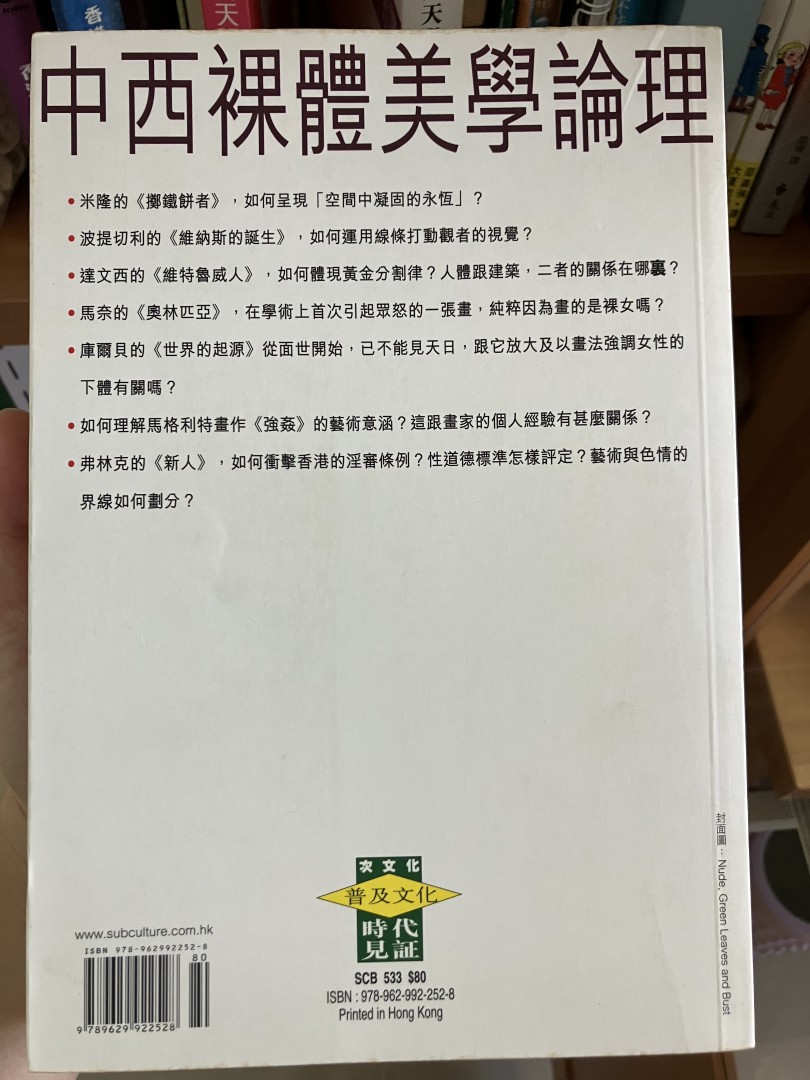 中西裸體美學論理
• 米隆的《擲鐵餅者》，如何呈現「空間中凝固的永恆」？
• 波提切利的《維納斯的誕生》，如何運用線條打動觀者的視覺？
• 達文西的《維特魯威人》，如何體現黃金分割律？人體跟建築，二者的關係在哪裏？
• 馬奈的《奧林匹亞》，在學術上首次引起眾怒的一張畫，純粹因為畫的是裸女嗎？
• 庫爾貝的《世界的起源》從面世開始，已不能見天日，跟它放大及以畫法強調女性的
下體有關嗎？
• 如何理解馬格利特畫作《強姦》的藝術意涵？這跟畫家的個人經驗有甚麼關係？
• 弗林克的《新人》，如何衝擊香港的淫審條例？性道德標準怎樣評定？藝術與色情的
界線如何劃分？
封面圖：Nude, Green Leaves and Bust
次文化
普及文化
時代
見証
www.subculture.com.hk
ISBN 978-962992252-8
80
9 789629 922528
SCB 533 $80
ISBN : 978-962-992-252-8
Printed in Hong Kong
香港
天
天